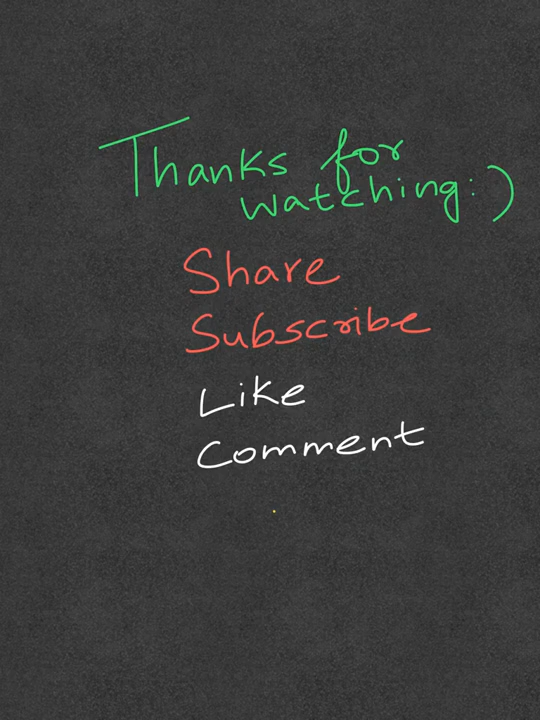 Thanks for
watching:)
Share
Subscribe
Like
Comment